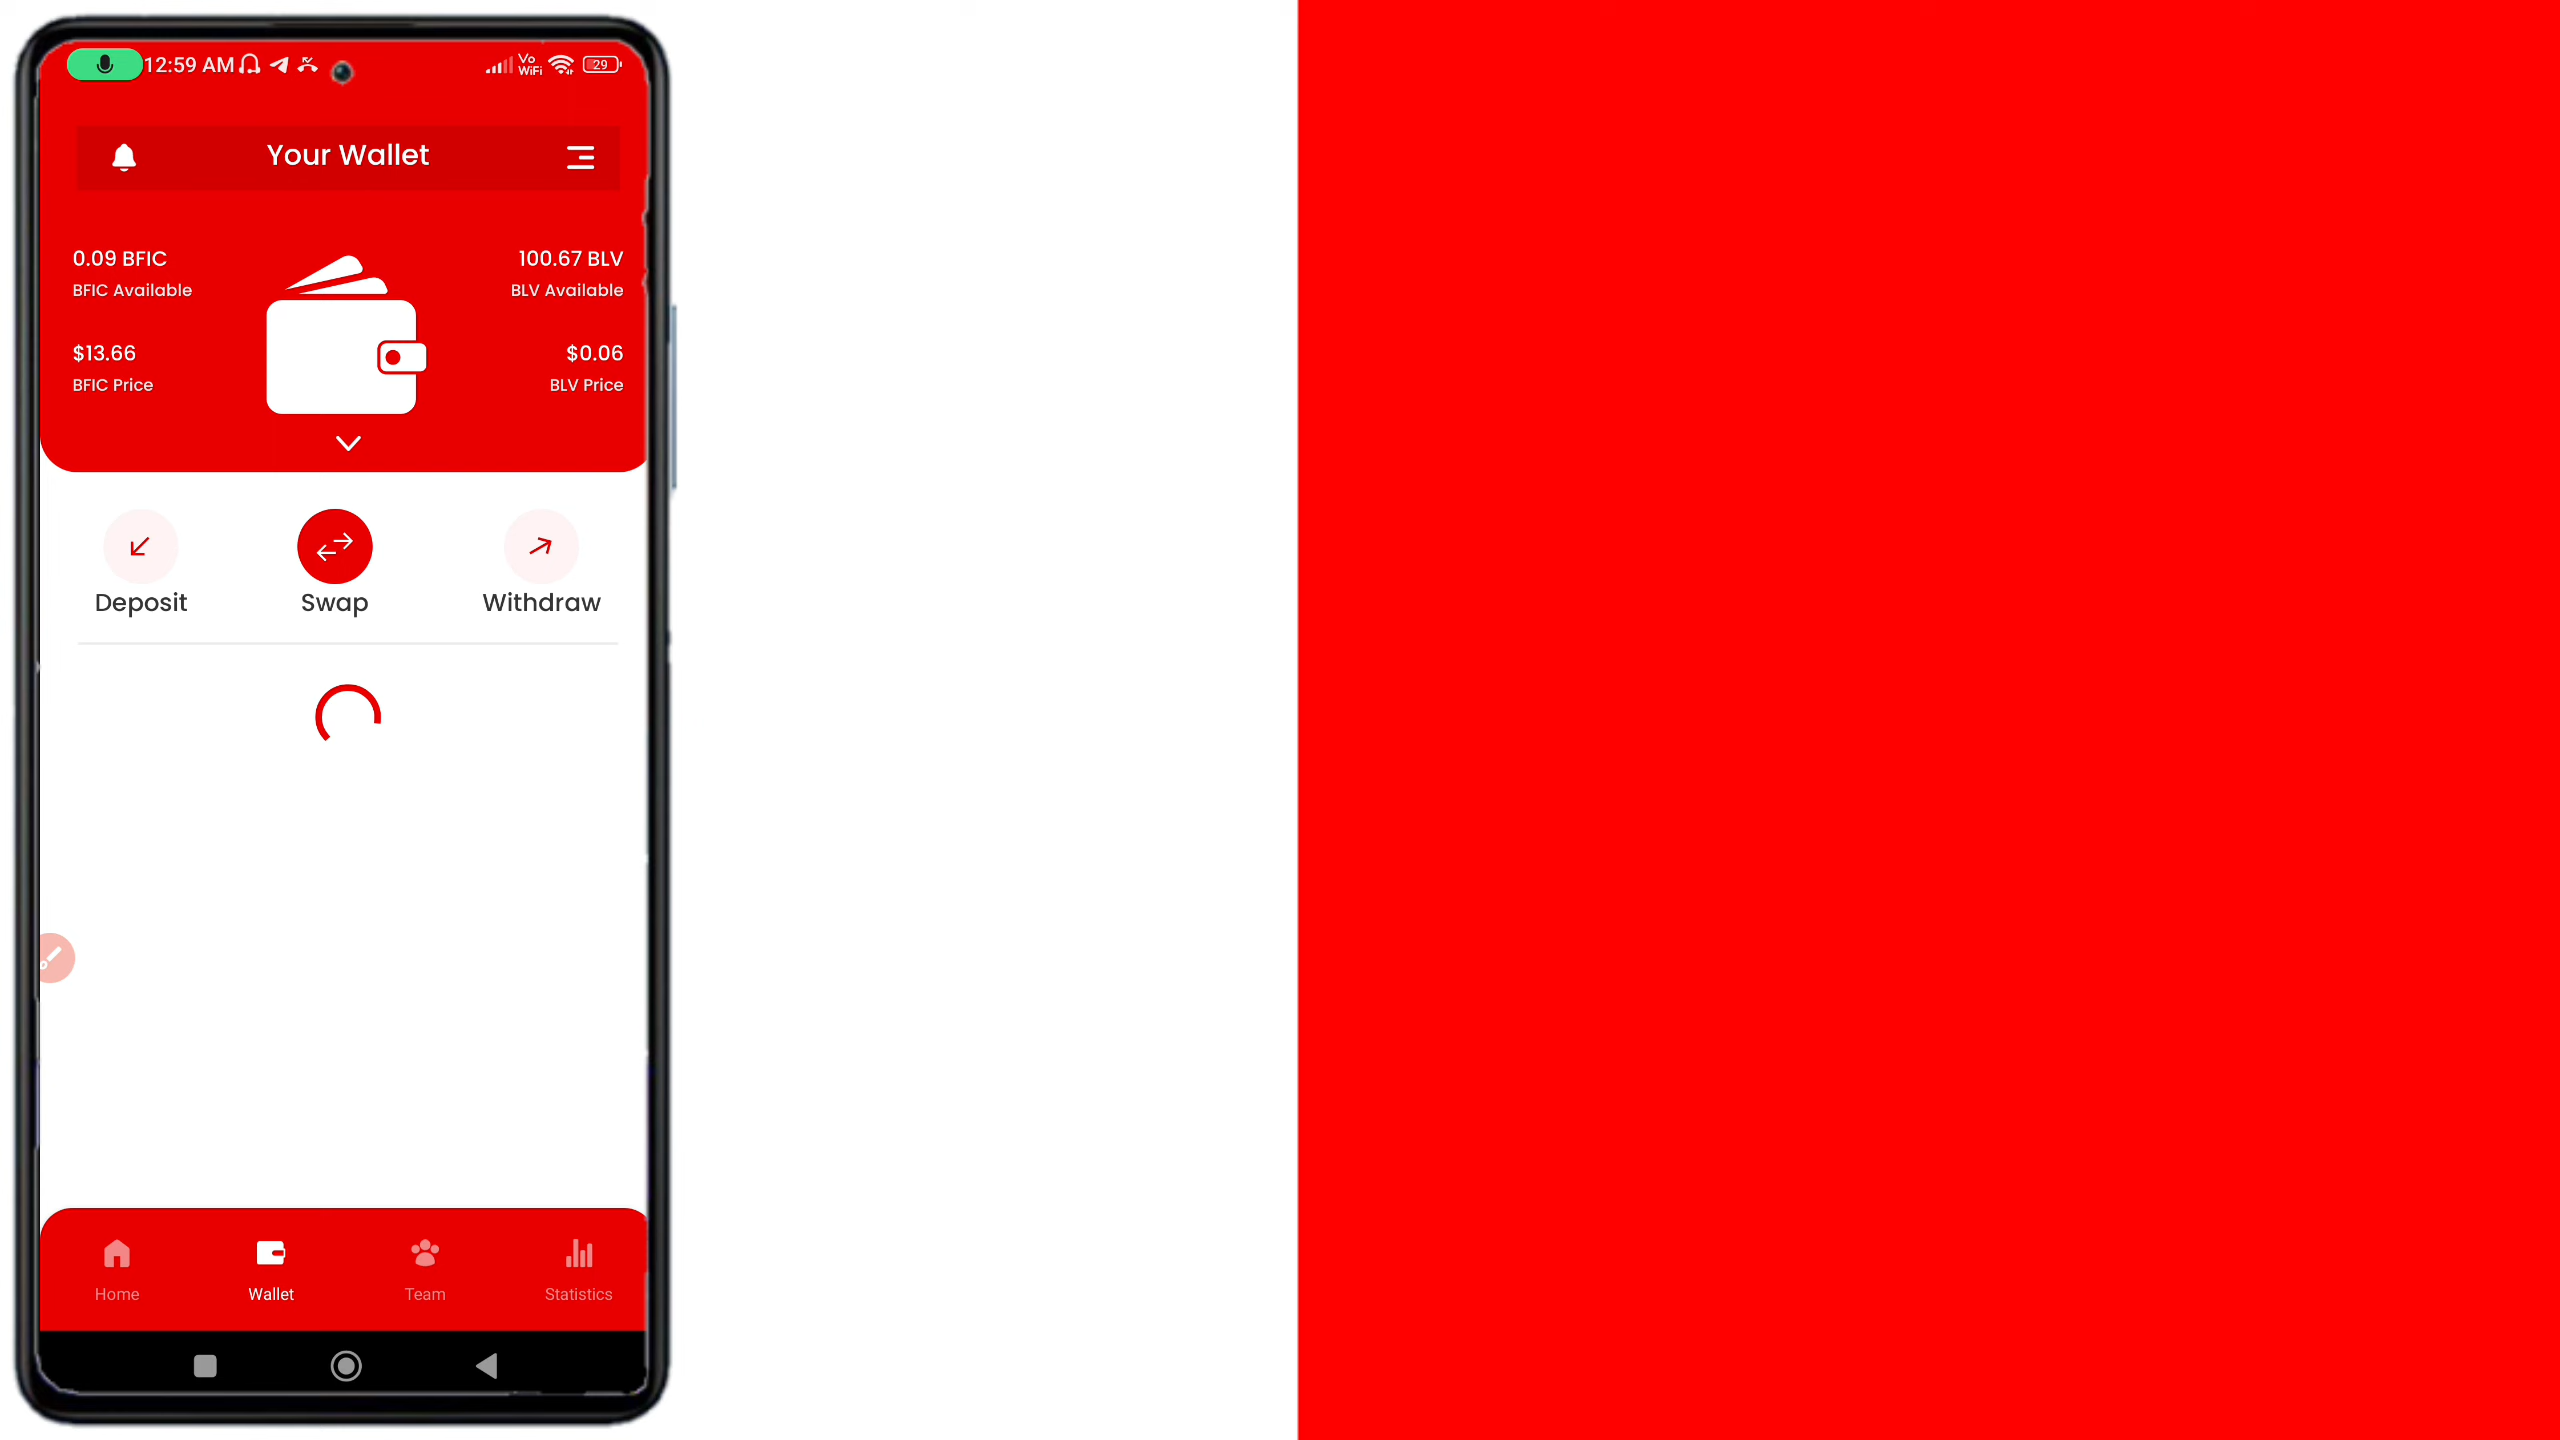 12:59 AM Vo WiFi 29
Your Wallet
0.09 BFIC
BFIC Available
100.67 BLV
BLV Available
$13.66
BFIC Price
$0.06
BLV Price
Deposit
Swap
Withdraw
Home
Wallet
Team
Statistics